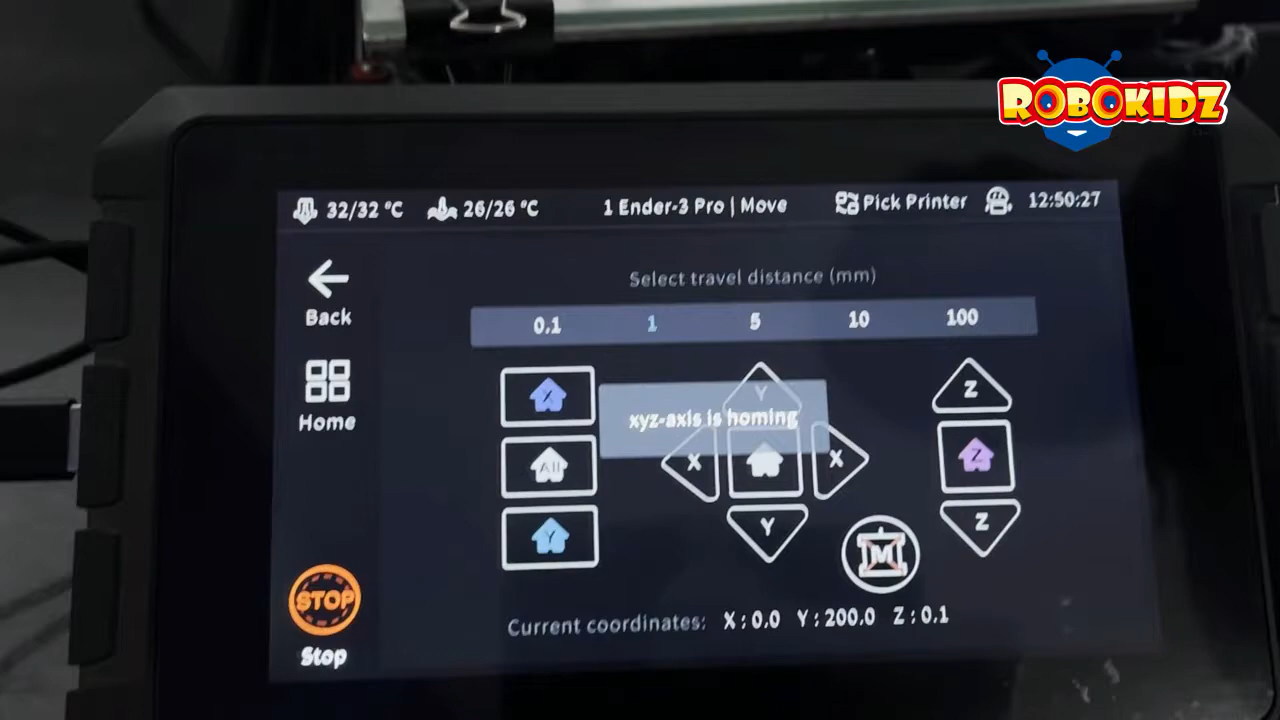 ROBOKIDZ
32/32 °C 26/26 °C 1 Ender-3 Pro | Move Pick Printer 12:50:27
Back
Select travel distance (mm)
0.1 1 5 10 100
Home
X
All
Y
xyz-axis is homing
Y
X X
Y
Z
Z
Z
M
STOP
Stop
Current coordinates: X : 0.0 Y : 200.0 Z : 0.1